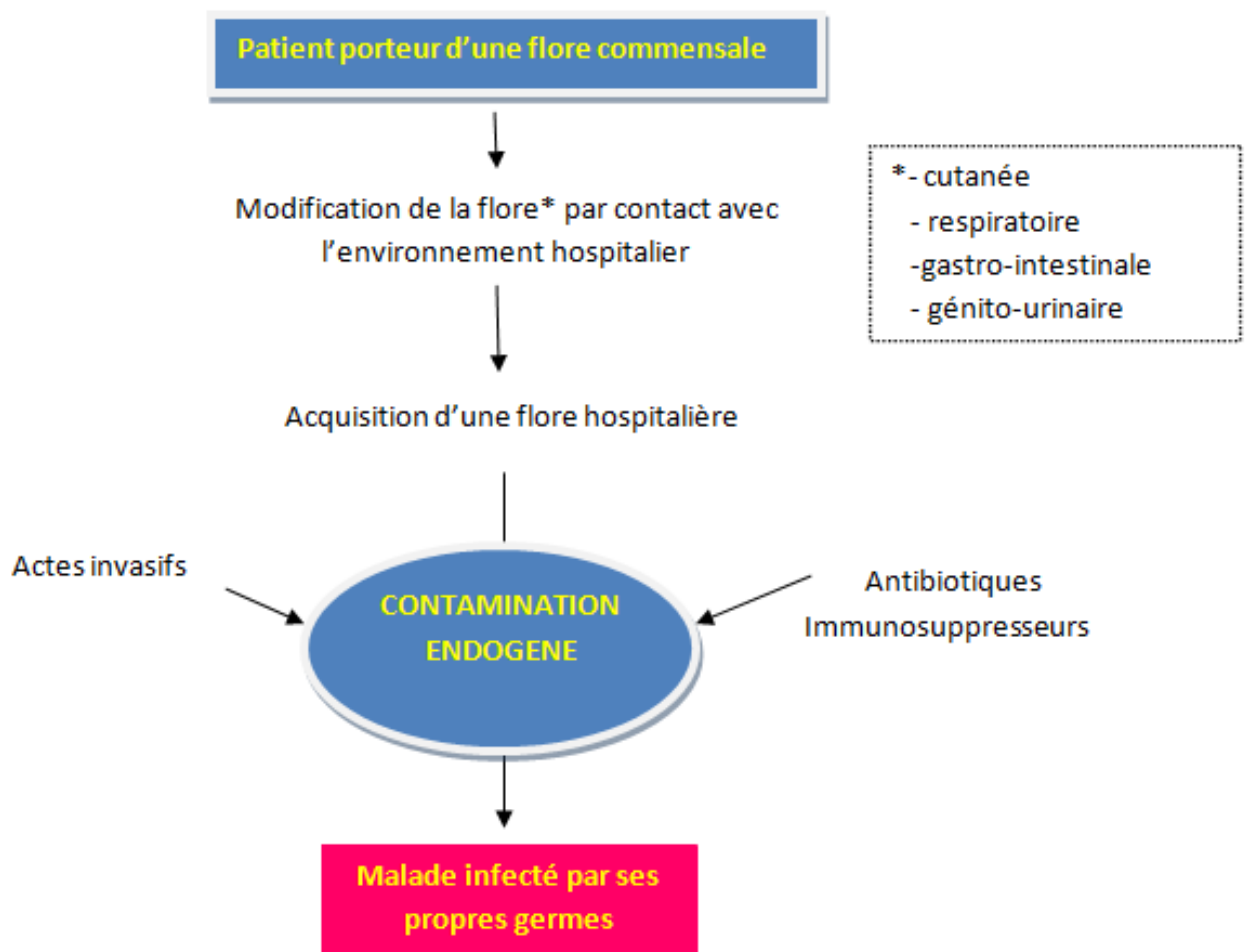 Patient porteur d'une flore commensale
Modification de la flore* par contact avec
l'environnement hospitalier
*- cutanée
- respiratoire
-gastro-intestinale
- génito-urinaire
Acquisition d'une flore hospitalière
Actes invasifs
CONTAMINATION
ENDOGENE
Antibiotiques
Immunosuppresseurs
Malade infecté par ses
propres germes